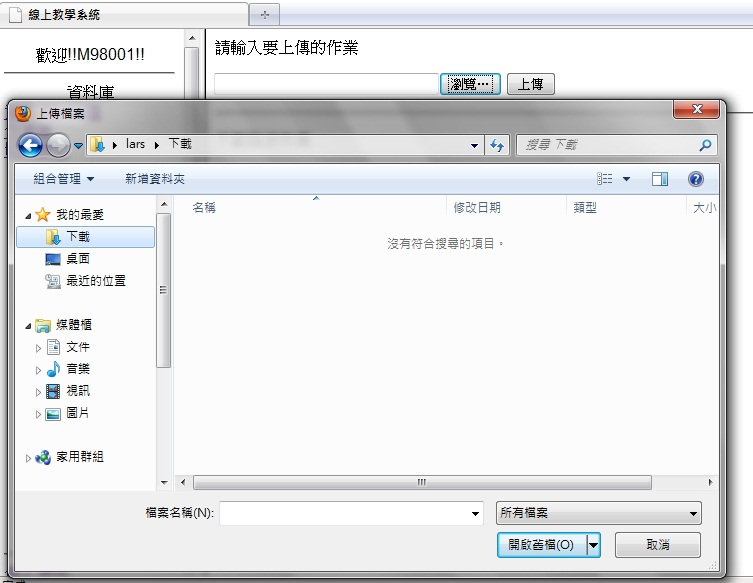 線上教學系統
歡迎!!M98001!!
資料庫
請輸入要上傳的作業
瀏覽…
上傳
上傳檔案
lars
下載
搜尋 下載
組合管理
新增資料夾
我的最愛
下載
桌面
最近的位置
媒體櫃
文件
音樂
視訊
圖片
家用群組
名稱
修改日期
類型
大小
沒有符合搜尋的項目。
檔案名稱(N):
所有檔案
開啟舊檔(O)
取消